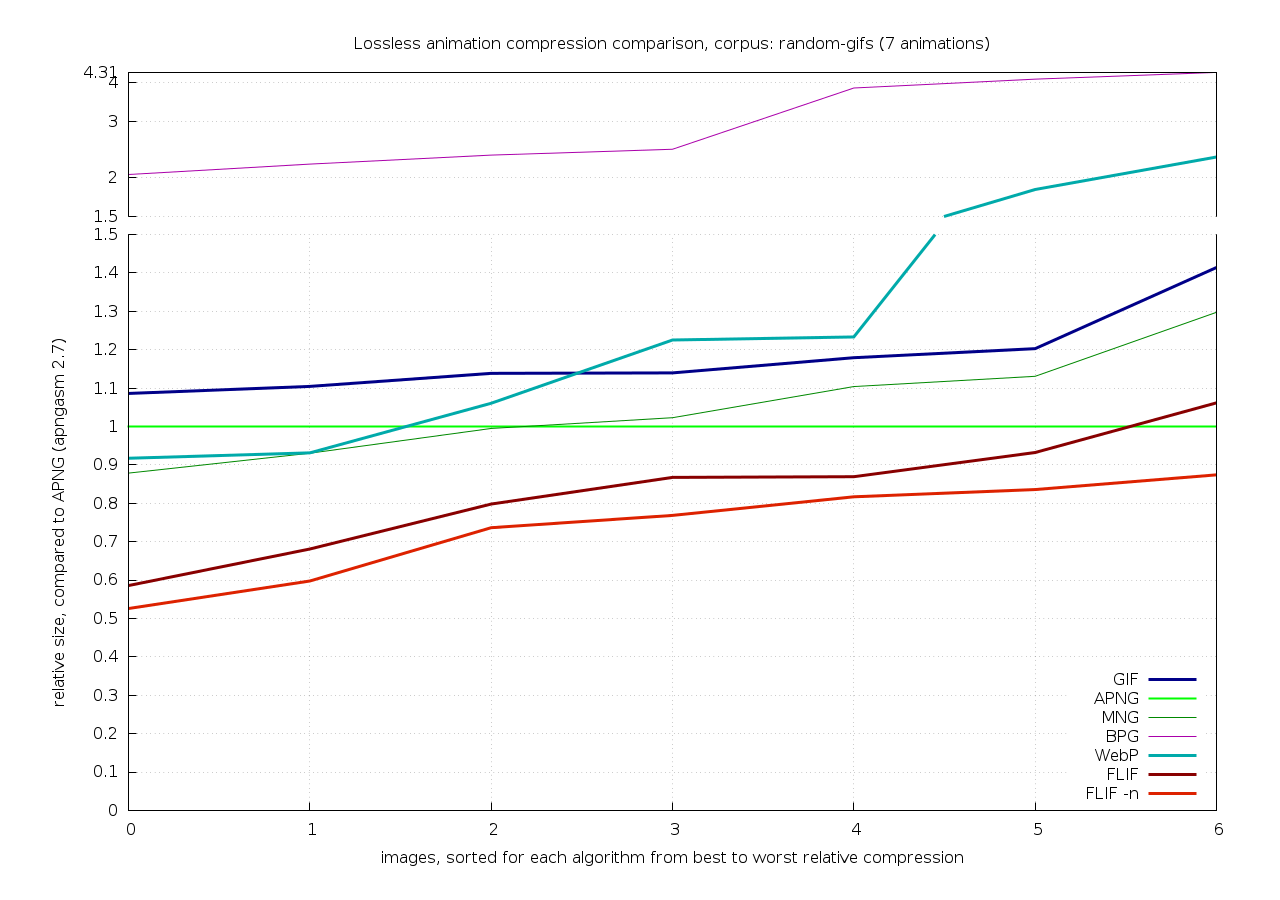 Lossless animation compression comparison, corpus: random-gifs (7 animations)
4.31
4
3
2
1.5
1.5
1.4
1.3
1.2
1.1
1
0.9
0.8
0.7
0.6
0.5
0.4
0.3
0.2
0.1
0
relative size, compared to APNG (apngasm 2.7)
GIF
APNG
MNG
BPG
WebP
FLIF
FLIF -n
0 1 2 3 4 5 6
images, sorted for each algorithm from best to worst relative compression